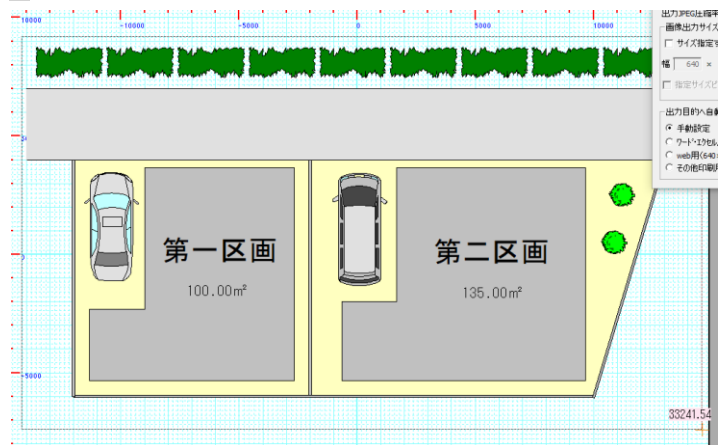 10000
-10000
-5000
5000
10000
出力JPEG圧縮率
画像出力サイズ
サイズ指定す
幅 640 ×
指定サイズピ
出力目的へ自動
手動設定
ワード・エクセル、
web用(640
その他印刷用
第一区画
100.00㎡
第二区画
135.00㎡
0
-5000
33241.54